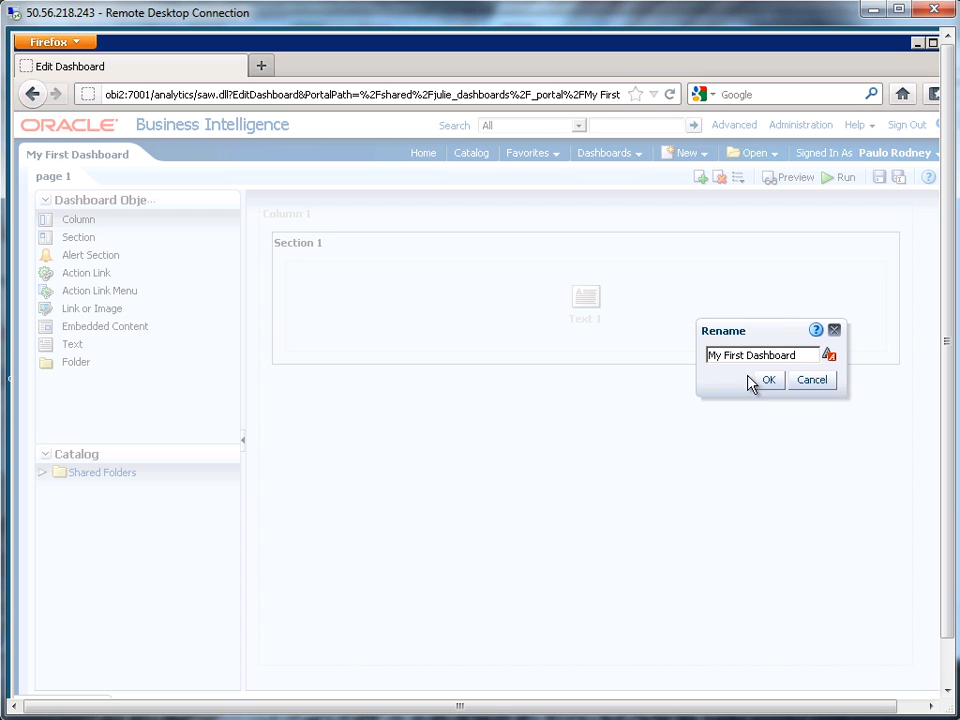 50.56.218.243 - Remote Desktop Connection
Firefox
Edit Dashboard
obi2:7001/analytics/saw.dll?EditDashboard&PortalPath=%2Fshared%2Fjulie_dashboards%2F_portal%2FMy First
Google
ORACLE Business Intelligence
Search All
Advanced Administration Help Sign Out
My First Dashboard
Home Catalog Favorites Dashboards New Open Signed In As Paulo Rodney
page 1
Preview Run
Dashboard Obje...
Column
Section
Alert Section
Action Link
Action Link Menu
Link or Image
Embedded Content
Text
Folder
Catalog
Shared Folders
Column 1
Section 1
Text 1
Rename
My First Dashboard
OK Cancel